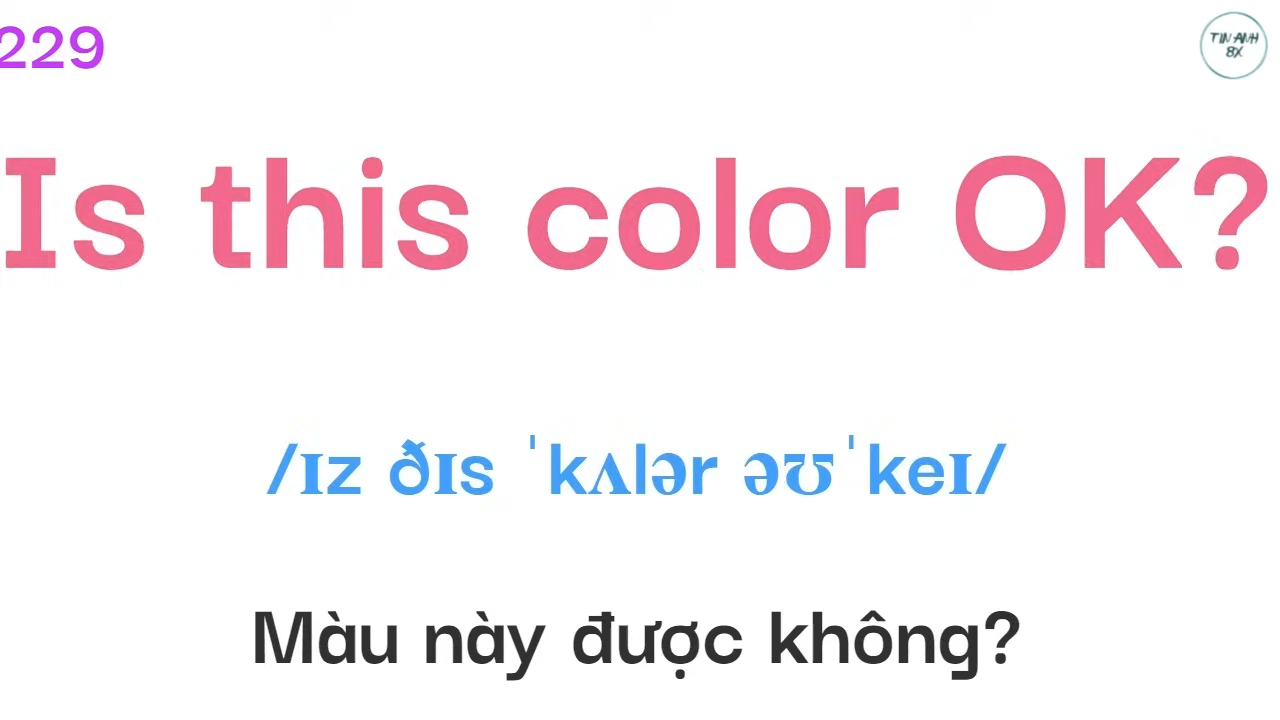 229
TIN ANH
8X
Is this color OK?
/ɪz ðɪs ˈkʌlər əʊˈkeɪ/
Màu này được không?